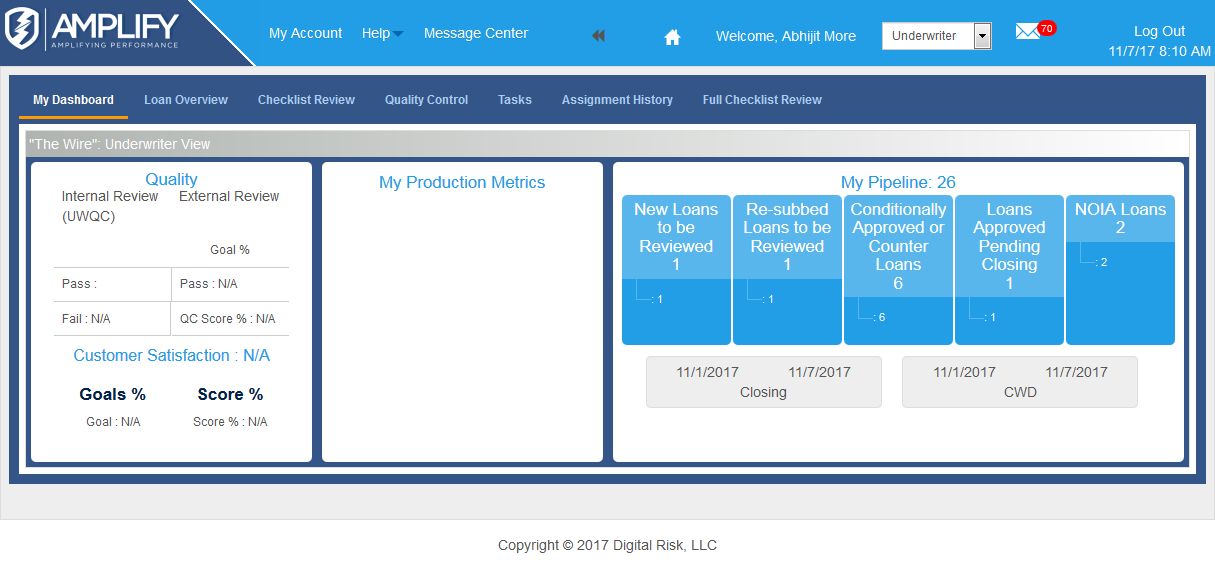 AMPLIFY
AMPLIFYING PERFORMANCE
My Account Help Message Center Welcome, Abhijit More Underwriter 70 Log Out
11/7/17 8:10 AM
My Dashboard Loan Overview Checklist Review Quality Control Tasks Assignment History Full Checklist Review
"The Wire": Underwriter View
Quality
Internal Review External Review
(UWQC)
Goal %
Pass : Pass : N/A
Fail : N/A QC Score % : N/A
Customer Satisfaction : N/A
Goals % Score %
Goal : N/A Score % : N/A
My Production Metrics
My Pipeline: 26
New Loans
to be
Reviewed
1
: 1
Re-subbed
Loans to be
Reviewed
1
: 1
Conditionally
Approved or
Counter
Loans
6
: 6
Loans
Approved
Pending
Closing
1
: 1
NOIA Loans
2
: 2
11/1/2017 11/7/2017
Closing
11/1/2017 11/7/2017
CWD
Copyright © 2017 Digital Risk, LLC